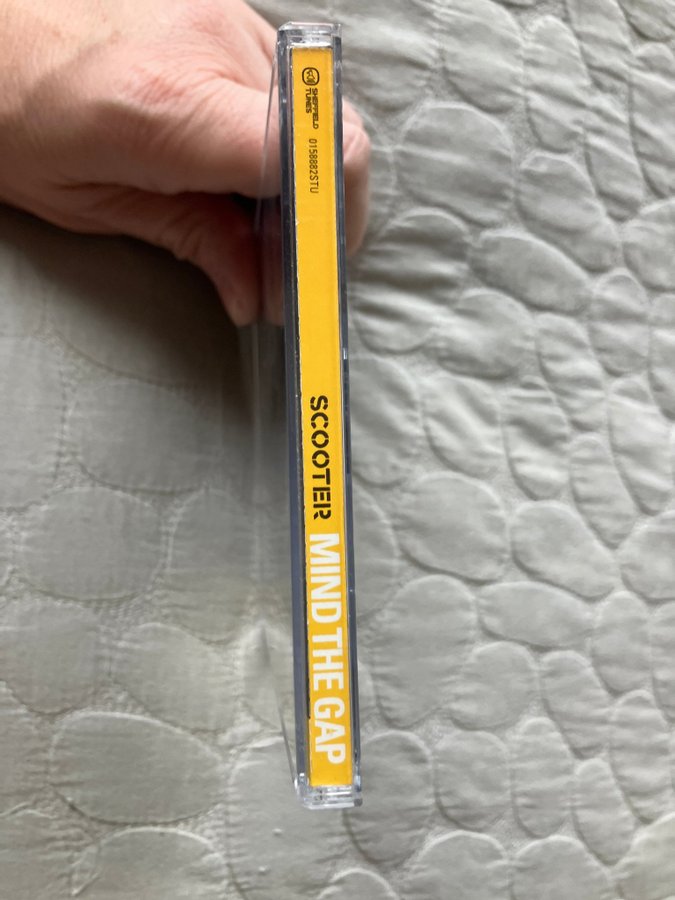 SHEFFIELD
TUNES
0158882STU
SCOOTER MIND THE GAP